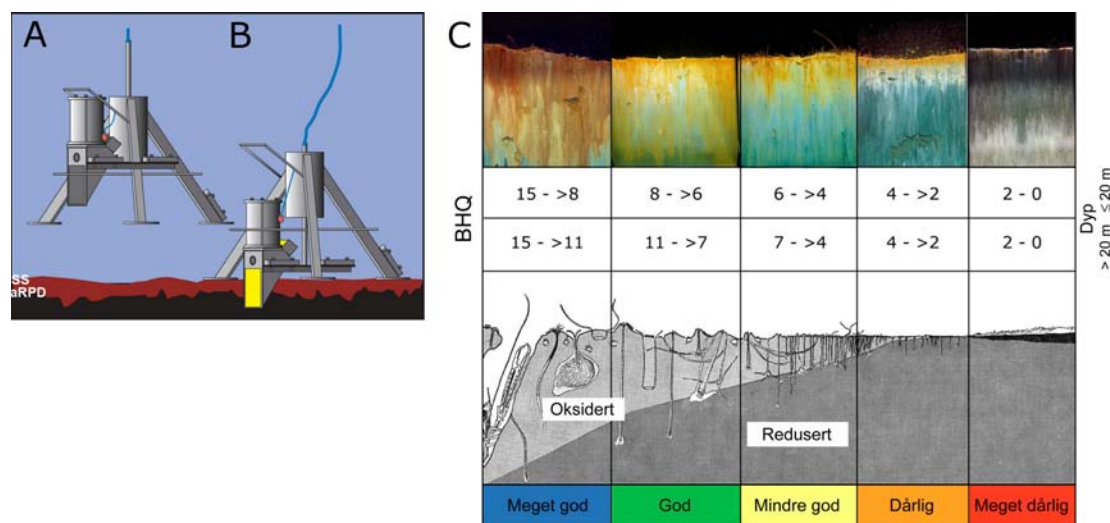 A
B
SS
aRPD
C
BHQ
15 - >8
8 - >6
6 - >4
4 - >2
2 - 0
15 - >11
11 - >7
7 - >4
4 - >2
2 - 0
Dyp
> 20 m ≤ 20 m
Oksidert
Redusert
Meget god
God
Mindre god
Dårlig
Meget dårlig